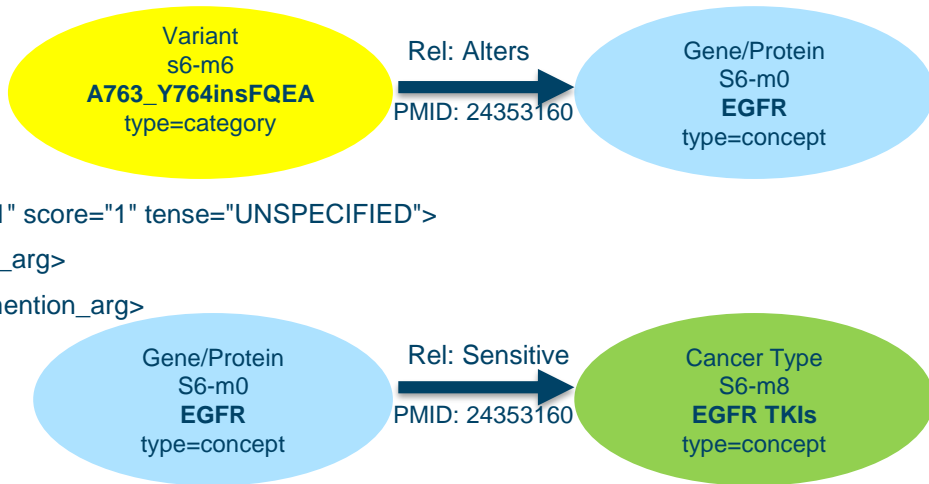 Variant
s6-m6
A763_Y764insFQEA
type=category
Rel: Alters
PMID: 24353160
Gene/Protein
S6-m0
EGFR
type=concept
1" score="1" tense="UNSPECIFIED">
_arg>
mention_arg>
Gene/Protein
S6-m0
EGFR
type=concept
Rel: Sensitive
PMID: 24353160
Cancer Type
S6-m8
EGFR TKIs
type=concept